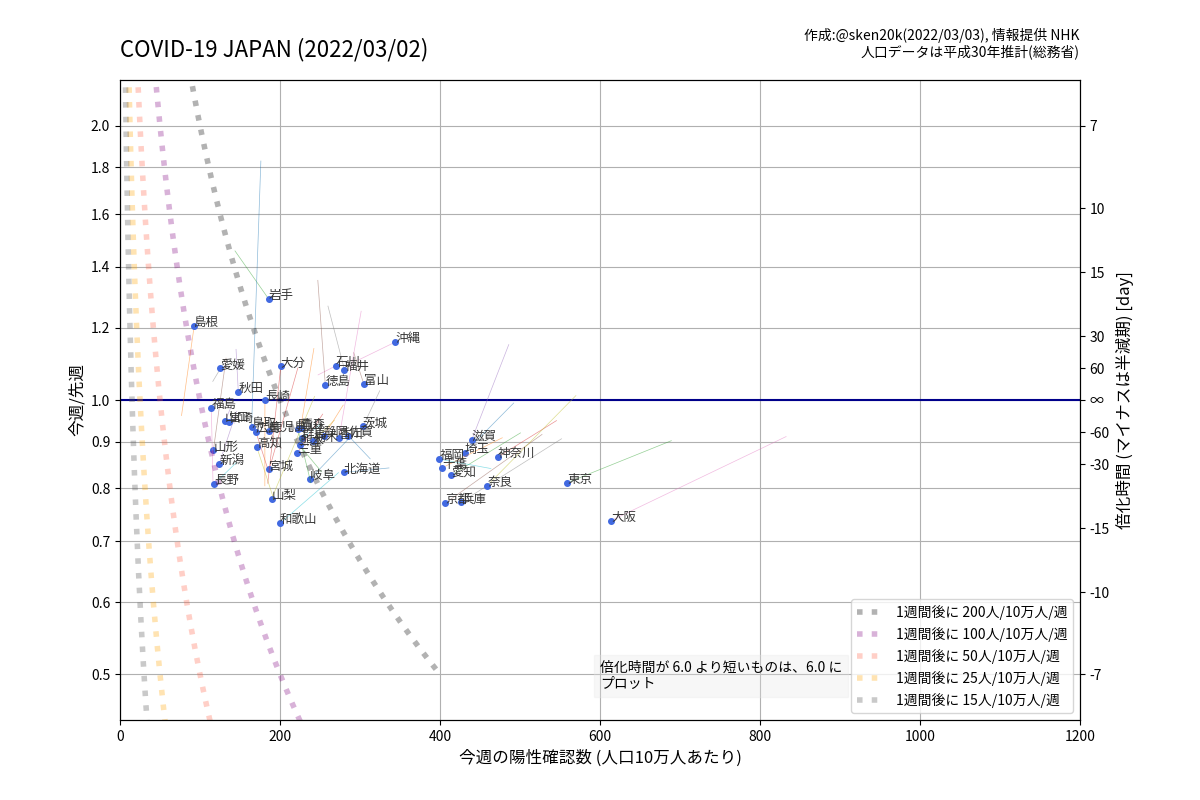 COVID-19 JAPAN (2022/03/02)
作成:@sken20k(2022/03/03), 情報提供 NHK
人口データは平成30年推計(総務省)
今週/先週
2.0
1.8
1.6
1.4
1.2
1.0
0.9
0.8
0.7
0.6
0.5
7
10
15
30
60
∞
-60
-30
-15
-10
-7
倍化時間 (マイナスは半減期) [day]
岩手
島根
沖縄
愛媛
大分
石川
福井
富山
徳島
秋田
長崎
福島
鳥取
茨城
青森
佐賀
滋賀
山形
高知
三重
埼玉
福岡
神奈川
新潟
宮城
千葉
北海道
愛知
長野
岐阜
奈良
東京
山梨
京都
兵庫
和歌山
大阪
倍化時間が 6.0 より短いものは、6.0 に
プロット
1週間後に 200人/10万人/週
1週間後に 100人/10万人/週
1週間後に 50人/10万人/週
1週間後に 25人/10万人/週
1週間後に 15人/10万人/週
0
200
400
600
800
1000
1200
今週の陽性確認数 (人口10万人あたり)